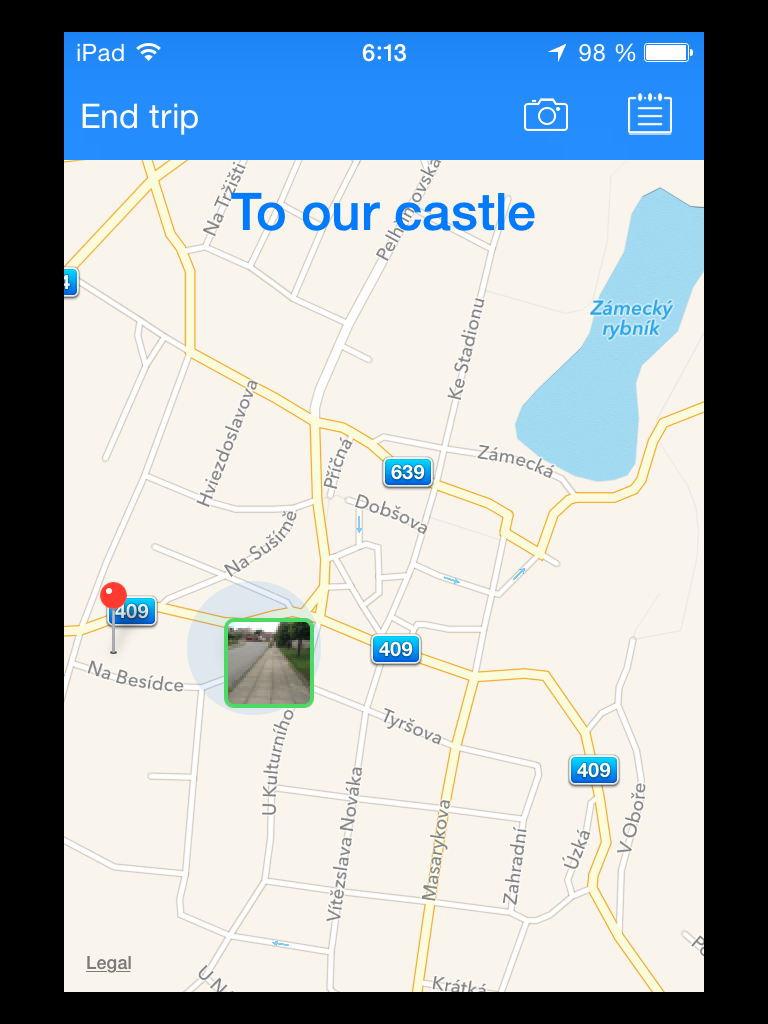 iPad 6:13 98 %
End trip
To our castle
Na Tržišti
Pelhřimovská
4
Zámecký
rybník
Ke Stadionu
Hviezdoslavova
Příčná
639
Zámecká
Dobšova
Na Sušírně
409
409
Na Besídce
U Kulturního
Tyršova
409
Vítězslava Nováka
Masarykova
Zahradní
Úzká
V Oboře
Legal
Krátká